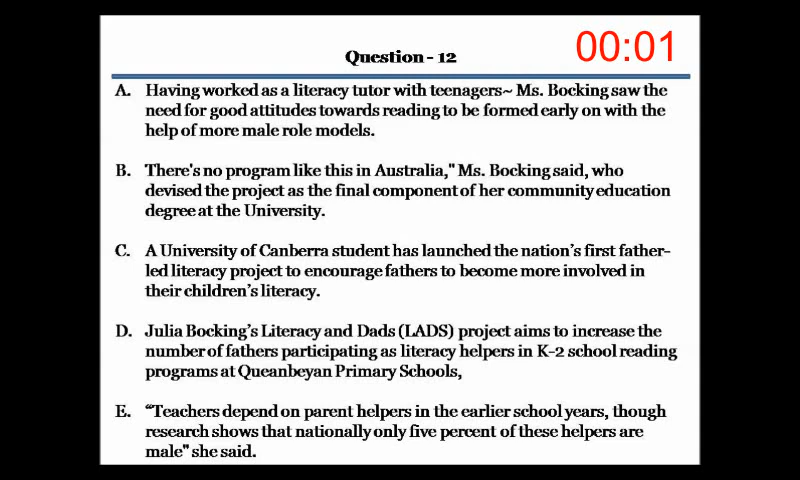 00:01
Question - 12
A. Having worked as a literacy tutor with teenagers~ Ms. Bocking saw the
need for good attitudes towards reading to be formed early on with the
help of more male role models.
B. There's no program like this in Australia," Ms. Bocking said, who
devised the project as the final component of her community education
degree at the University.
C. A University of Canberra student has launched the nation's first father-
led literacy project to encourage fathers to become more involved in
their children's literacy.
D. Julia Bocking's Literacy and Dads (LADS) project aims to increase the
number of fathers participating as literacy helpers in K-2 school reading
programs at Queanbeyan Primary Schools,
E. “Teachers depend on parent helpers in the earlier school years, though
research shows that nationally only five percent of these helpers are
male" she said.